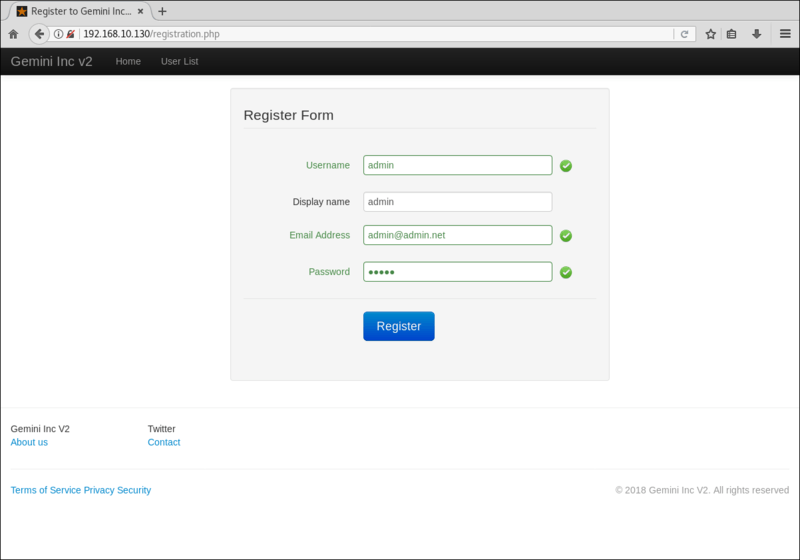 Register to Gemini Inc...
192.168.10.130/registration.php
Gemini Inc v2 Home User List
Register Form
Username admin
Display name admin
Email Address admin@admin.net
Password ●●●●●
Register
Gemini Inc V2 Twitter
About us Contact
Terms of Service Privacy Security © 2018 Gemini Inc V2. All rights reserved